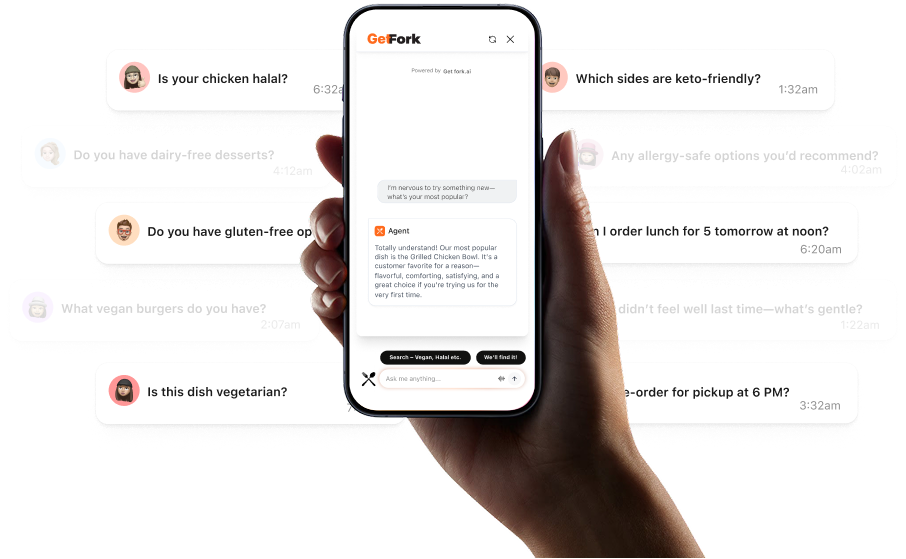 GetFork
Powered by Get fork.ai
Is your chicken halal?
6:32a
Which sides are keto-friendly?
1:32am
Do you have dairy-free desserts?
4:12am
Any allergy-safe options you'd recommend?
4:02am
I'm nervous to try something new—
what's your most popular?
Do you have gluten-free op
I order lunch for 5 tomorrow at noon?
6:20am
Agent
Totally understand! Our most popular
dish is the Grilled Chicken Bowl. It's a
customer favorite for a reason—
flavorful, comforting, satisfying, and a
great choice if you're trying us for the
very first time.
What vegan burgers do you have?
2:07am
didn't feel well last time—what's gentle?
1:22am
Search – Vegan, Halal etc.
We'll find it!
Ask me anything...
Is this dish vegetarian?
e-order for pickup at 6 PM?
3:32am